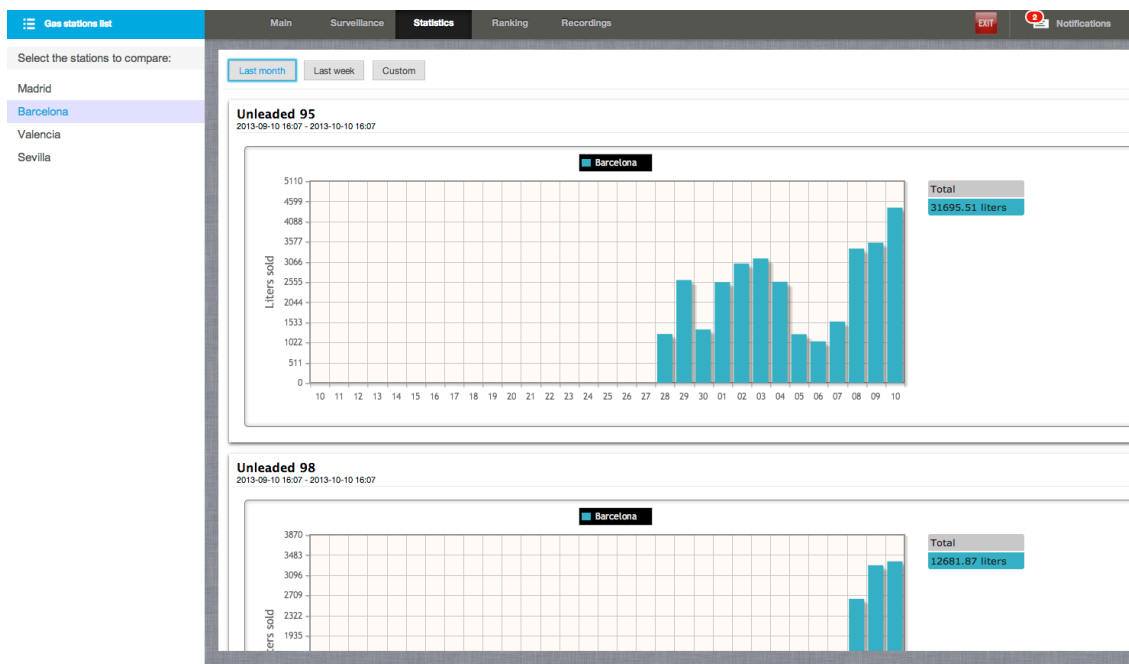 Gas stations list
Main Surveillance Statistics Ranking Recordings EXIT 2 Notifications
Select the stations to compare:
Madrid
Barcelona
Valencia
Sevilla
Last month Last week Custom
Unleaded 95
2013-09-10 16:07 - 2013-10-10 16:07
Barcelona
5110
4599
4088
3577
3066
2555
2044
1533
1022
511
0
Liters sold
10 11 12 13 14 15 16 17 18 19 20 21 22 23 24 25 26 27 28 29 30 01 02 03 04 05 06 07 08 09 10
Total
31695.51 liters
Unleaded 98
2013-09-10 16:07 - 2013-10-10 16:07
Barcelona
3870
3483
3096
2709
2322
1935
ters sold
Total
12681.87 liters